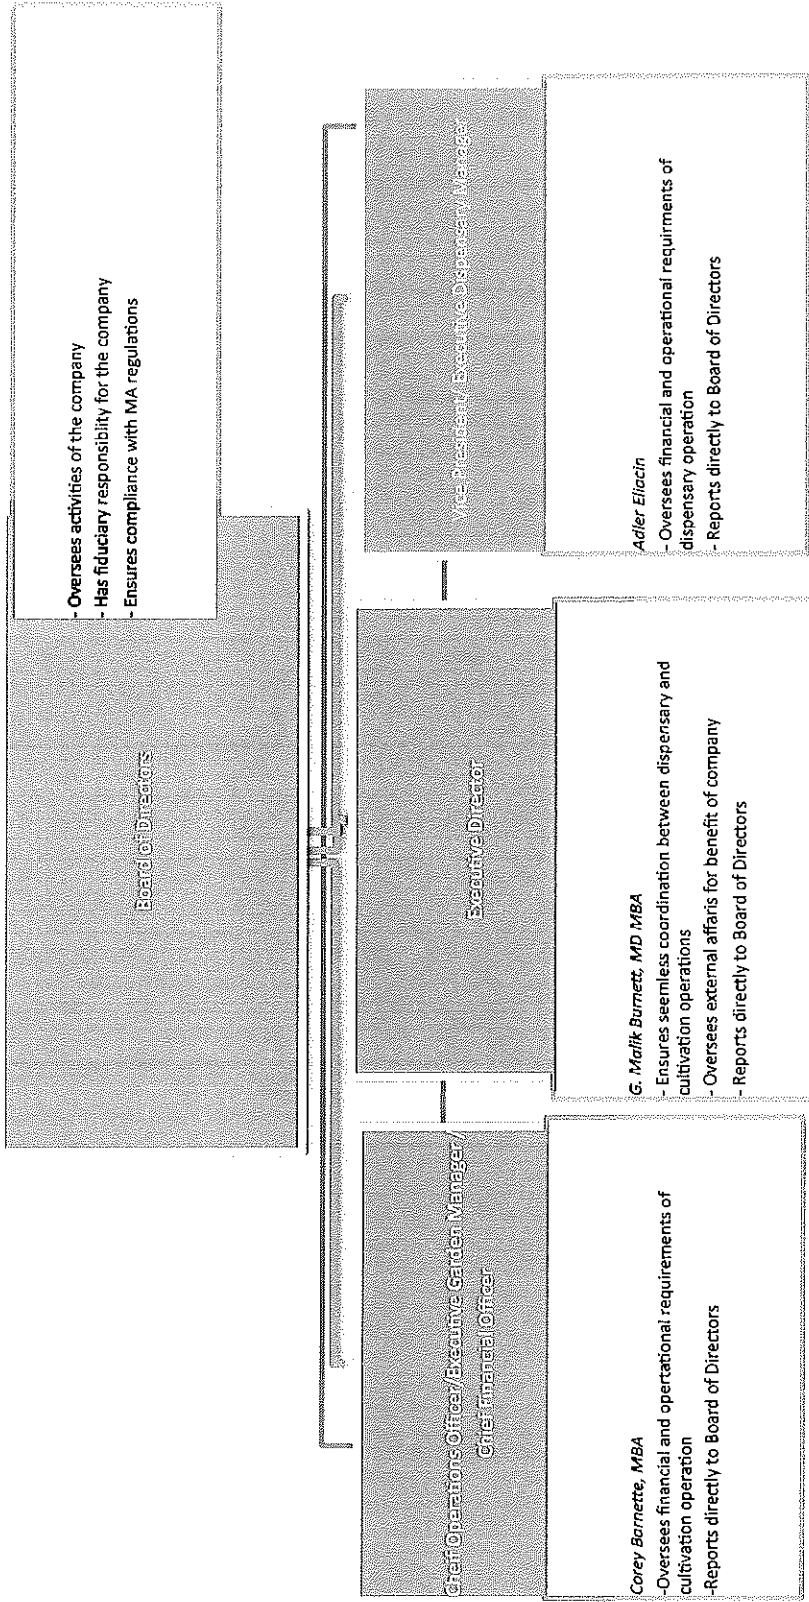 Board of Directors
- Oversees activities of the company
- Has fiduciary responsiblity for the company
- Ensures compliance with MA regulations
Cheif Operations Officer/Executive Garden Manager /
Chief Financial Officer
Corey Barnette, MBA
-Oversees financial and opertational requirements of
cultivation operation
-Reports directly to Board of Directors
Executive Director
G. Malik Burnett, MD MBA
- Ensures seemless coordination between dispensary and
cultivation operations
- Oversees external affaris for benefit of company
- Reports directly to Board of Directors
Vice President / Executive Dispensary Manager
Adler Eliacin
- Oversees financial and operational requirments of
dispensary operation
- Reports directly to Board of Directors